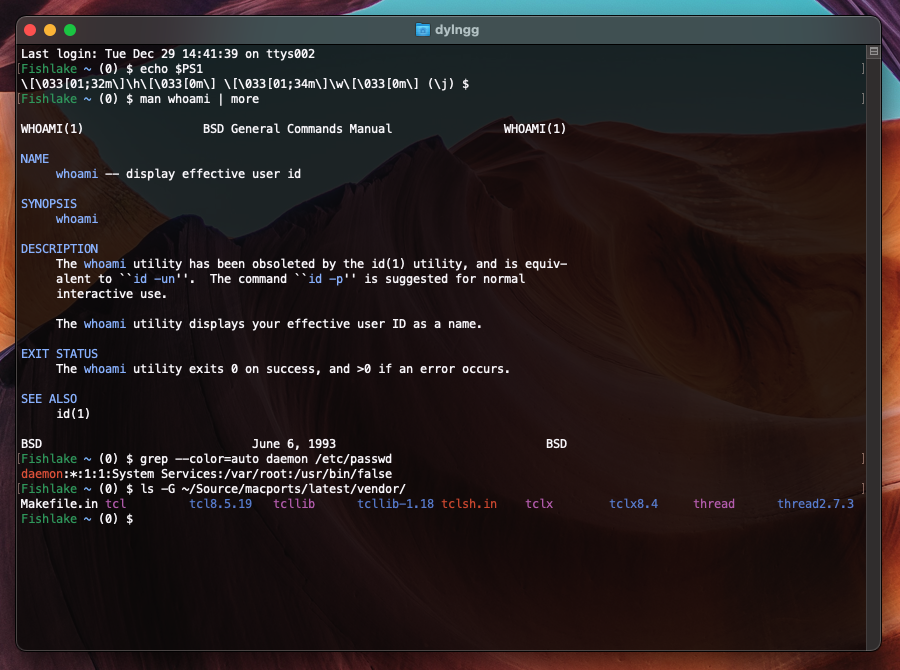 dylngg
Last login: Tue Dec 29 14:41:39 on ttys002
[Fishlake ~ (0) $ echo $PS1 ]
\[\033[01;32m\]\h\[\033[0m\] \[\033[01;34m\]\w\[\033[0m\] (\j) $
[Fishlake ~ (0) $ man whoami | more ]
WHOAMI(1) BSD General Commands Manual WHOAMI(1)
NAME
whoami -- display effective user id
SYNOPSIS
whoami
DESCRIPTION
The whoami utility has been obsoleted by the id(1) utility, and is equiv-
alent to ``id -un''. The command ``id -p'' is suggested for normal
interactive use.
The whoami utility displays your effective user ID as a name.
EXIT STATUS
The whoami utility exits 0 on success, and >0 if an error occurs.
SEE ALSO
id(1)
BSD June 6, 1993 BSD
[Fishlake ~ (0) $ grep --color=auto daemon /etc/passwd ]
daemon:*:1:1:System Services:/var/root:/usr/bin/false
[Fishlake ~ (0) $ ls -G ~/Source/macports/latest/vendor/ ]
Makefile.in tcl tcl8.5.19 tcllib tcllib-1.18 tclsh.in tclx tclx8.4 thread thread2.7.3
Fishlake ~ (0) $